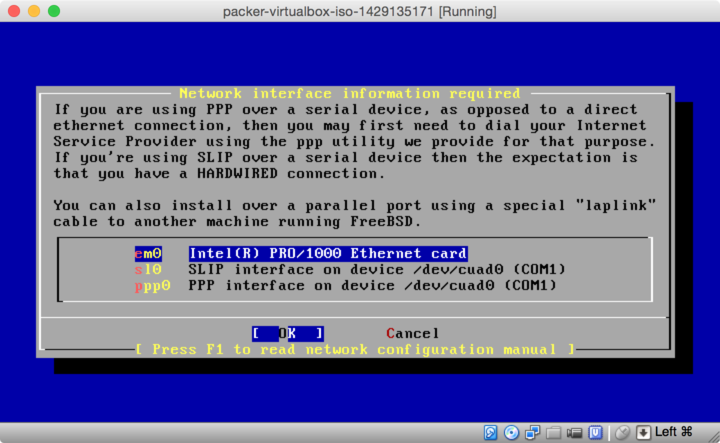 packer-virtualbox-iso-1429135171 [Running]
Network interface information required
If you are using PPP over a serial device, as opposed to a direct
ethernet connection, then you may first need to dial your Internet
Service Provider using the ppp utility we provide for that purpose.
If you're using SLIP over a serial device then the expectation is
that you have a HARDWIRED connection.
You can also install over a parallel port using a special "laplink"
cable to another machine running FreeBSD.
em0 Intel(R) PRO/1000 Ethernet card
sl0 SLIP interface on device /dev/cuad0 (COM1)
ppp0 PPP interface on device /dev/cuad0 (COM1)
[ OK ] Cancel
[ Press F1 to read network configuration manual ]
Left ⌘